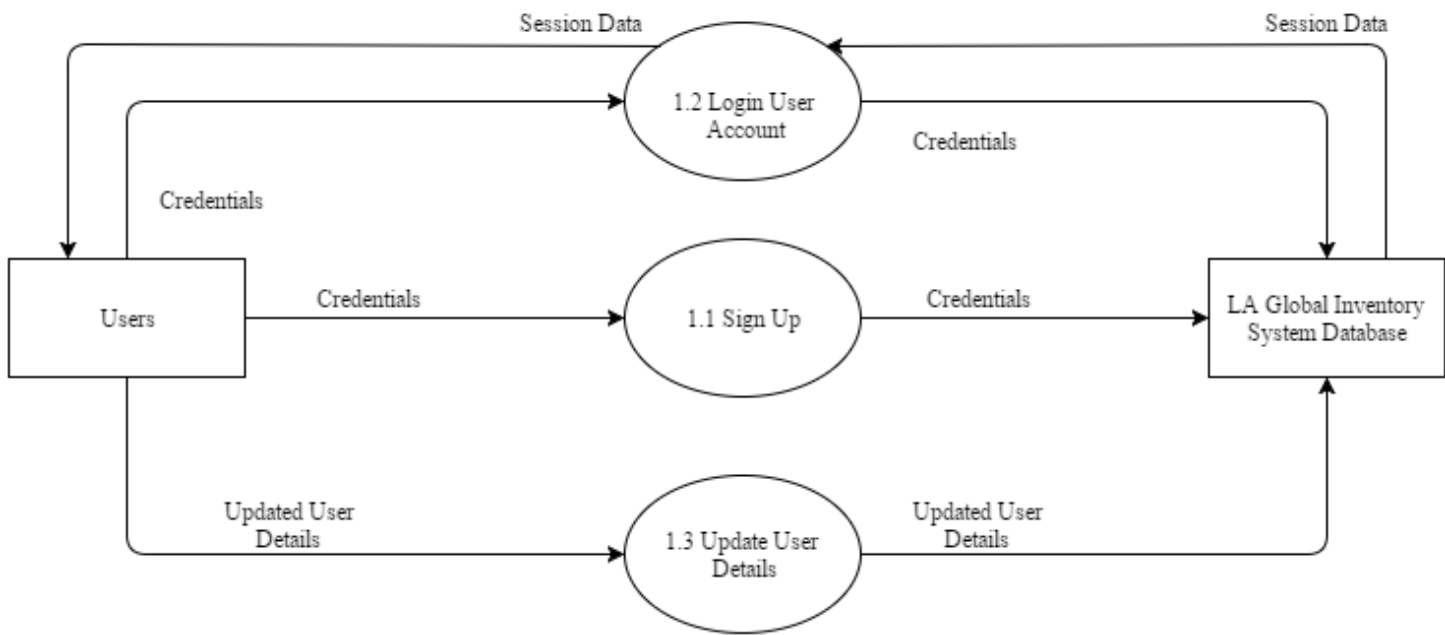 Session Data
Session Data
1.2 Login User
Account
Credentials
Credentials
Users
Credentials
1.1 Sign Up
Credentials
LA Global Inventory
System Database
Updated User
Details
1.3 Update User
Details
Updated User
Details